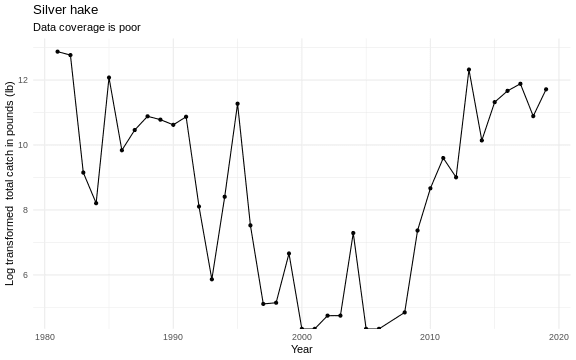 Silver hake
Data coverage is poor
Log transformed  total catch in pounds (lb)
12
10
8
6
1980
1990
2000
2010
2020
Year